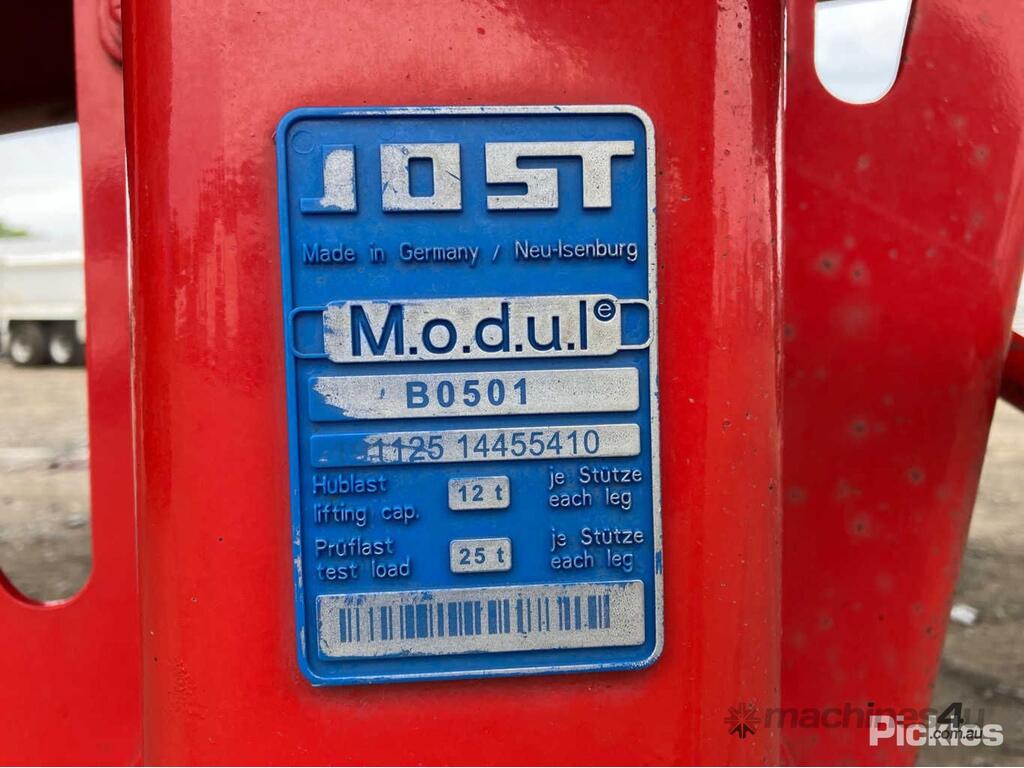 JOST
Made in Germany / Neu-Isenburg
M.o.d.u.l e
B0501
1125 14455410
Hublast 12 t je Stütze
lifting cap. each leg
Prüflast 25 t je Stütze
test load each leg
machines4u
.com.au
Pickles